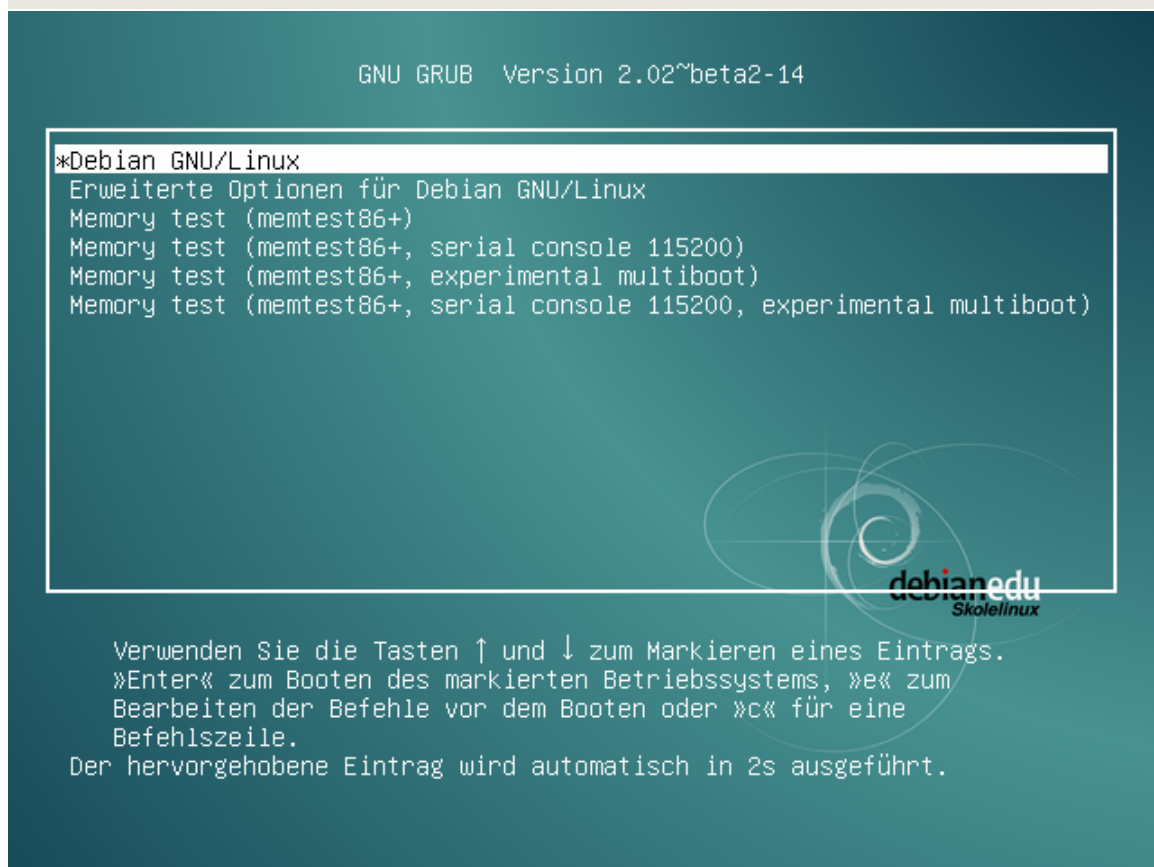 GNU GRUB  Version 2.02~beta2-14
*Debian GNU/Linux
Erweiterte Optionen für Debian GNU/Linux
Memory test (memtest86+)
Memory test (memtest86+, serial console 115200)
Memory test (memtest86+, experimental multiboot)
Memory test (memtest86+, serial console 115200, experimental multiboot)
debianedu
Skolelinux
Verwenden Sie die Tasten ↑ und ↓ zum Markieren eines Eintrags.
»Enter« zum Booten des markierten Betriebssystems, »e« zum
Bearbeiten der Befehle vor dem Booten oder »c« für eine
Befehlszeile.
Der hervorgehobene Eintrag wird automatisch in 2s ausgeführt.